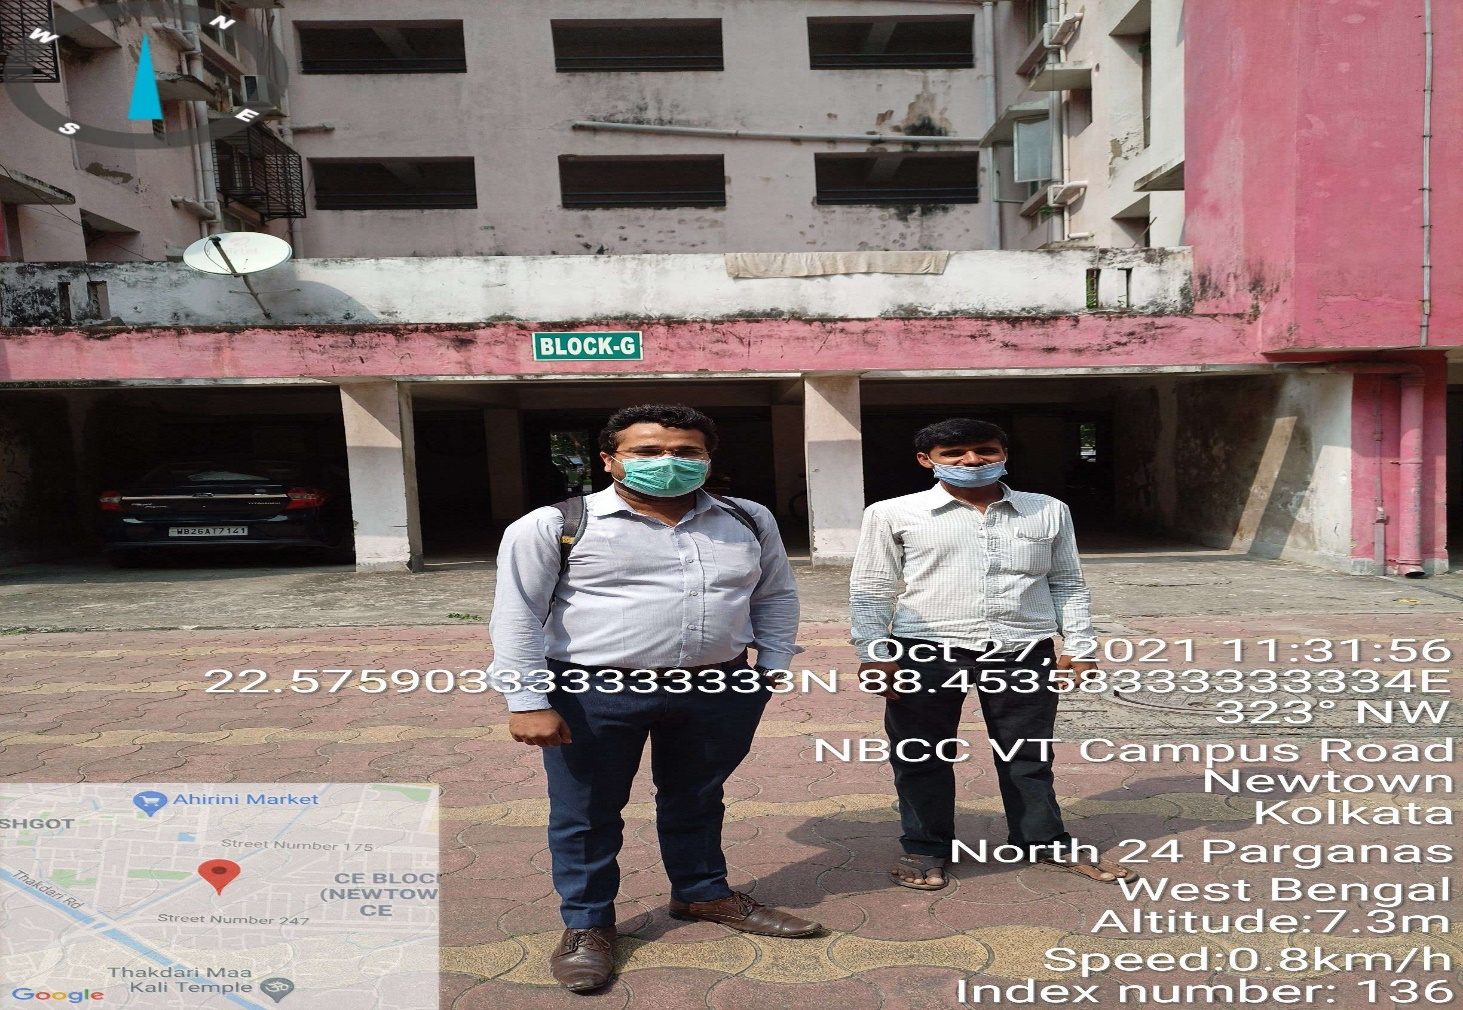 N
W
E
S
BLOCK-G
WB26AT7141
Oct 27, 2021 11:31:56
22.575903333333333N 88.45358333333334E
323° NW
NBCC VT Campus Road
Newtown
Kolkata
North 24 Parganas
West Bengal
Altitude:7.3m
Speed:0.8km/h
Index number: 136
Ahirini Market
SHGOT
Street Number 175
Thakdari Rd
CE BLOC
(NEWTOW
CE
Street Number 247
Thakdari Maa
Kali Temple
Google